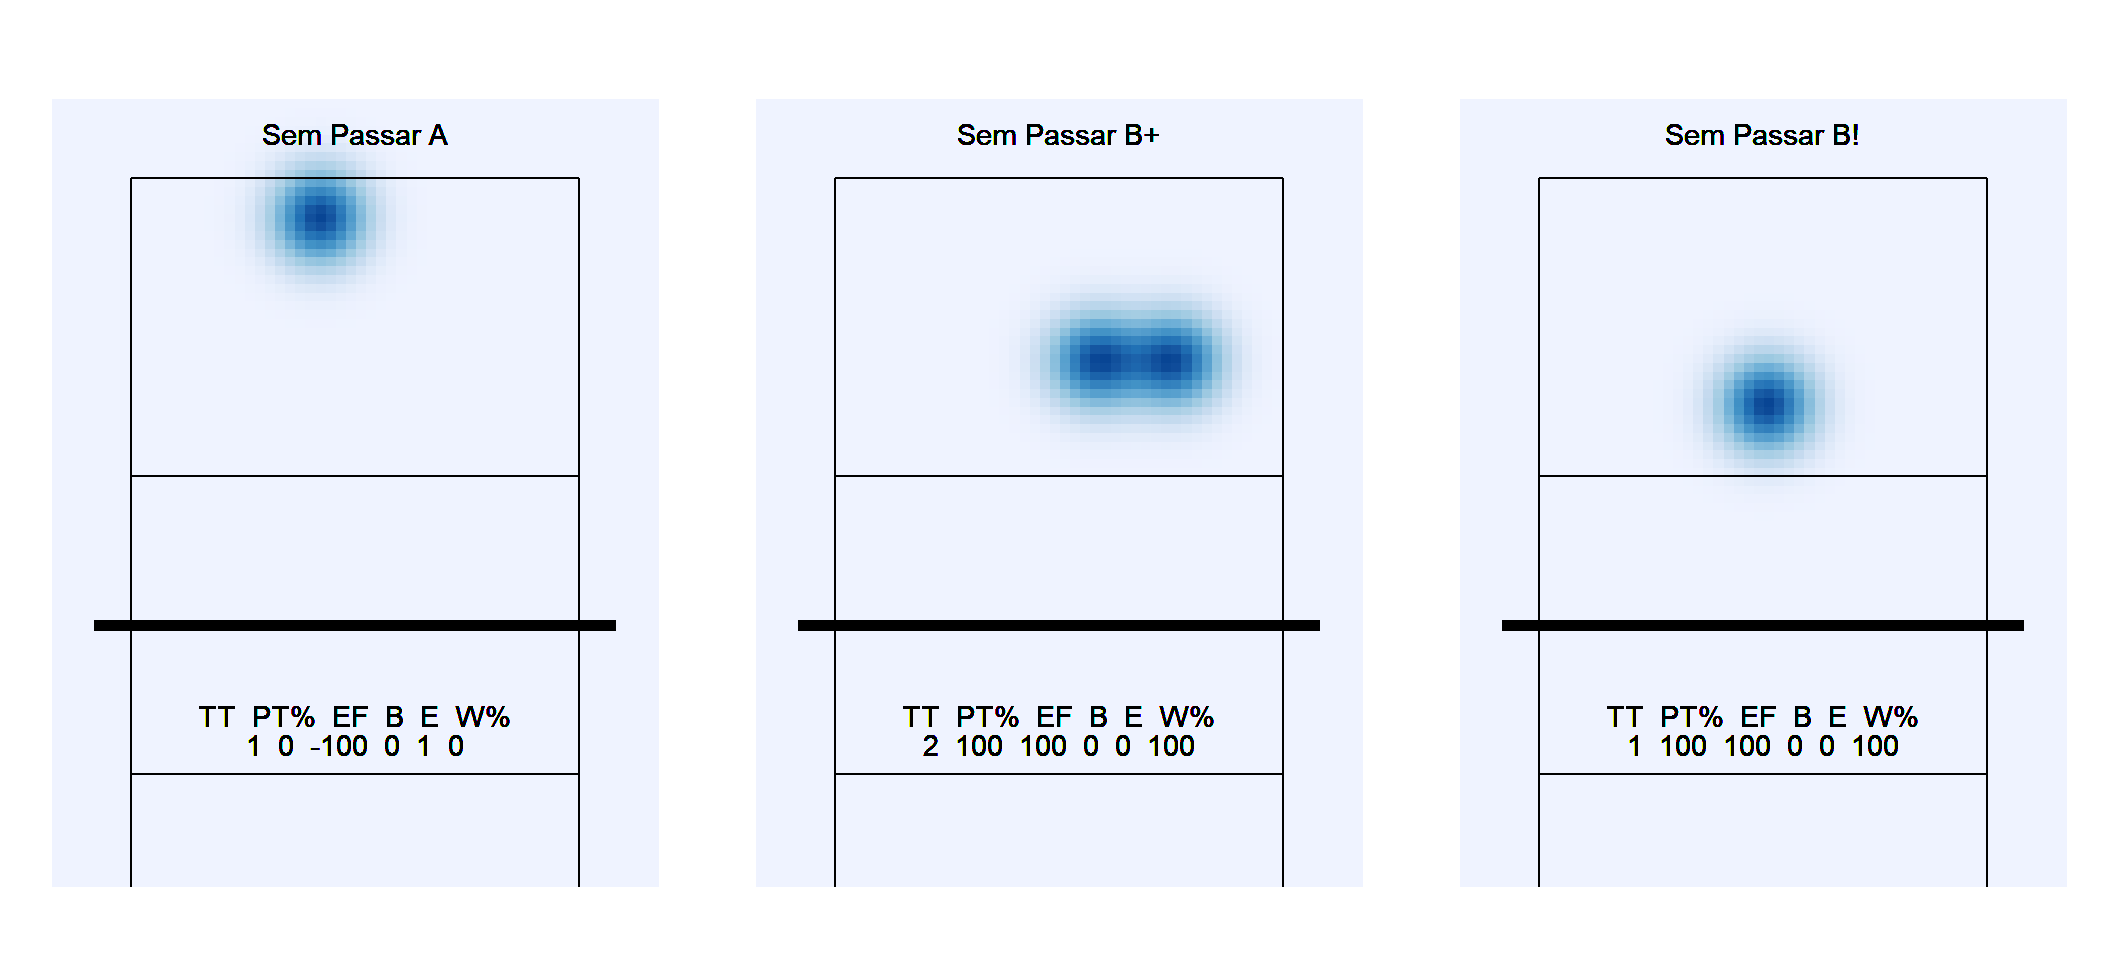 Sem Passar A
TT PT% EF B E W%
1 0 -100 0 1 0
Sem Passar B+
TT PT% EF B E W%
2 100 100 0 0 100
Sem Passar B!
TT PT% EF B E W%
1 100 100 0 0 100